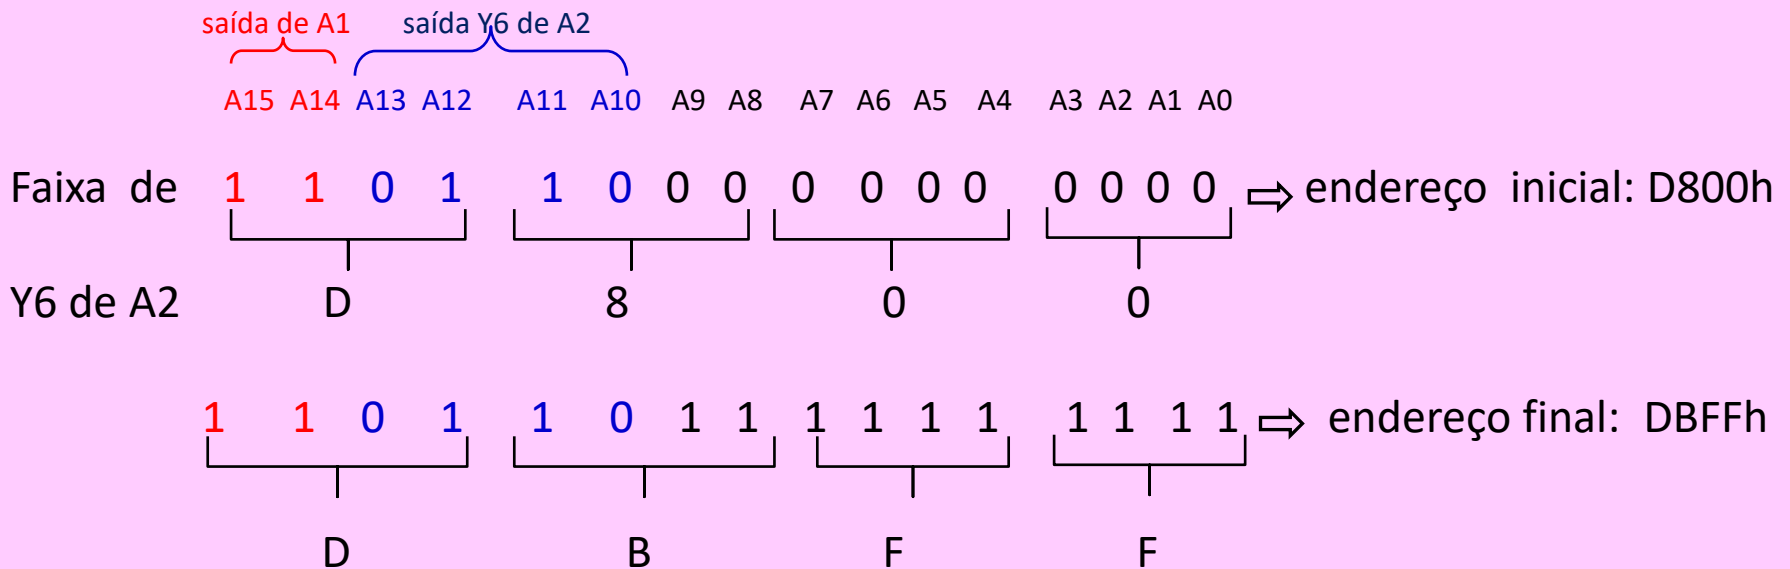 saída de A1 saída Y6 de A2
A15 A14 A13 A12 A11 A10 A9 A8 A7 A6 A5 A4 A3 A2 A1 A0
Faixa de 1 1 0 1 1 0 0 0 0 0 0 0 0 0 0 0 ⇨ endereço inicial: D800h
Y6 de A2 D 8 0 0
1 1 0 1 1 0 1 1 1 1 1 1 1 1 1 1 ⇨ endereço final: DBFFh
D B F F